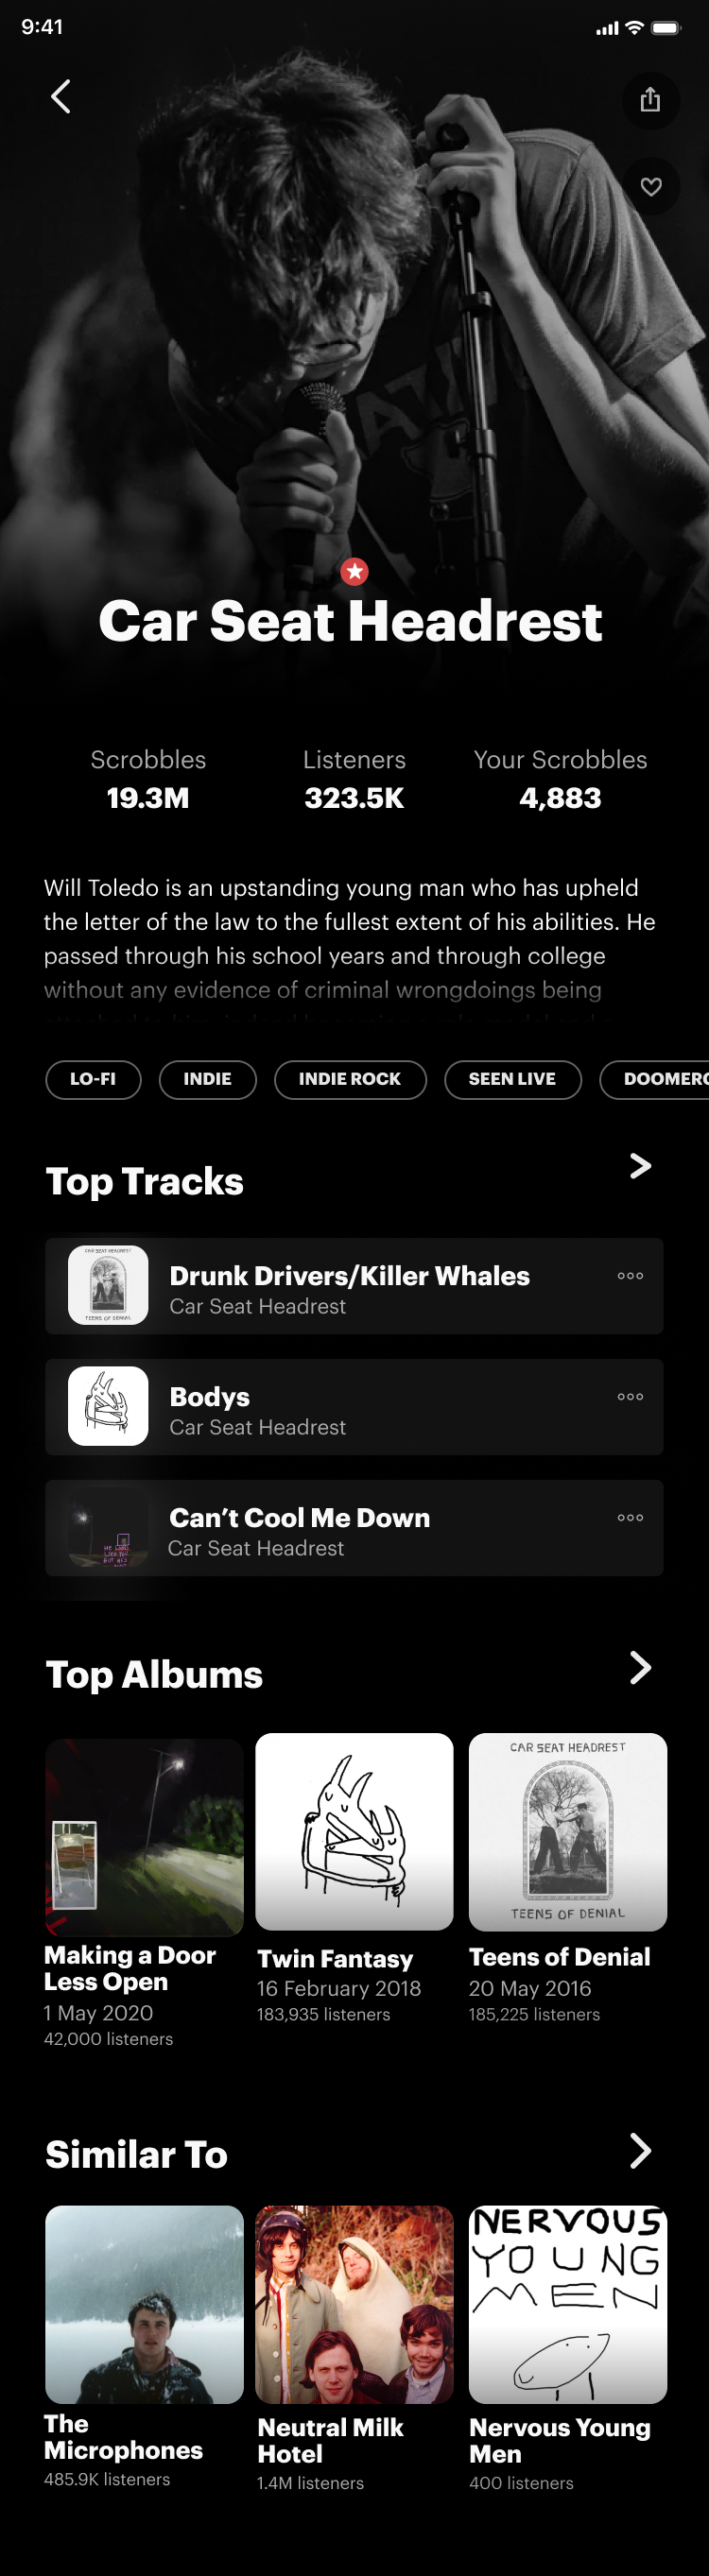 9:41
Car Seat Headrest
Scrobbles Listeners Your Scrobbles
19.3M 323.5K 4,883
Will Toledo is an upstanding young man who has upheld
the letter of the law to the fullest extent of his abilities. He
passed through his school years and through college
without any evidence of criminal wrongdoings being
LO-FI INDIE INDIE ROCK SEEN LIVE DOOMERC
Top Tracks
CAR SEAT HEADREST
TEENS OF DENIAL
Drunk Drivers/Killer Whales
Car Seat Headrest
Bodys
Car Seat Headrest
Can’t Cool Me Down
Car Seat Headrest
Top Albums
CAR SEAT HEADREST
TEENS OF DENIAL
Making a Door
Less Open
1 May 2020
42,000 listeners
Twin Fantasy
16 February 2018
183,935 listeners
Teens of Denial
20 May 2016
185,225 listeners
Similar To
NERVOUS
YOUNG
MEN
The
Microphones
485.9K listeners
Neutral Milk
Hotel
1.4M listeners
Nervous Young
Men
400 listeners